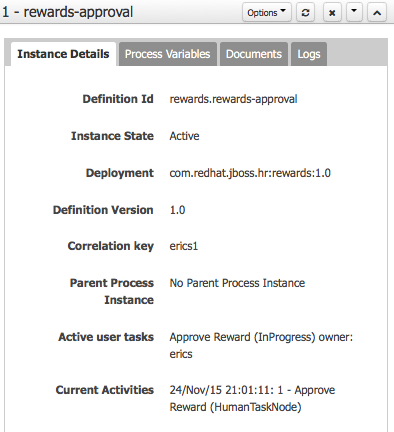 1 - rewards-approval Options
Instance Details Process Variables Documents Logs
Definition Id rewards.rewards-approval
Instance State Active
Deployment com.redhat.jboss.hr:rewards:1.0
Definition Version 1.0
Correlation key erics1
Parent Process No Parent Process Instance
Instance
Active user tasks Approve Reward (InProgress) owner:
erics
Current Activities 24/Nov/15 21:01:11: 1 - Approve
Reward (HumanTaskNode)